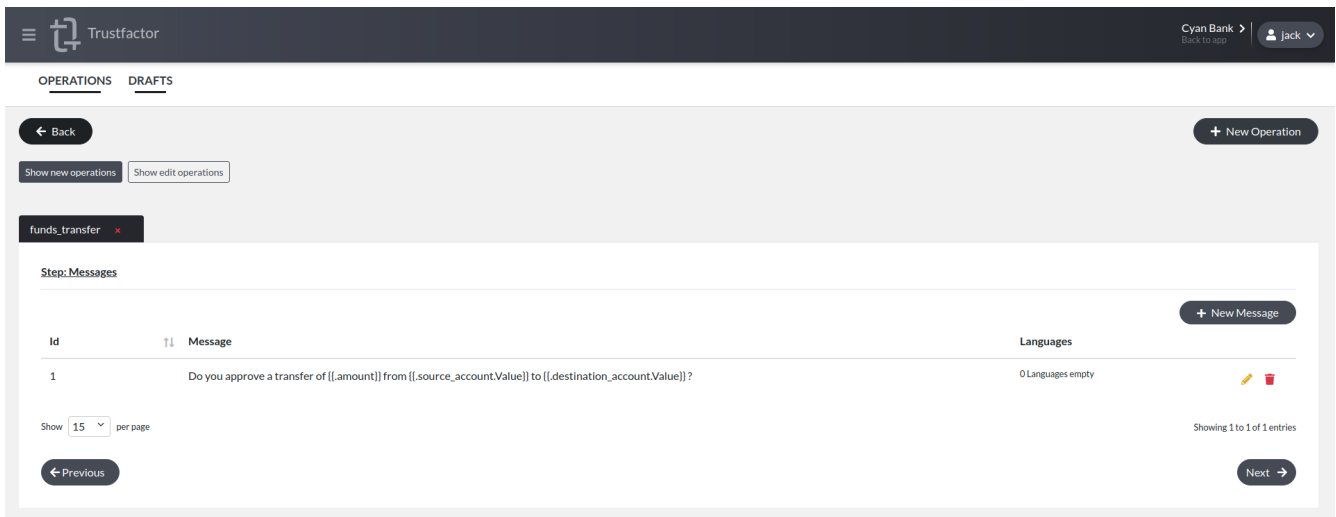 Trustfactor
Cyan Bank
Back to app
jack
OPERATIONS DRAFTS
Back
+ New Operation
Show new operations Show edit operations
funds_transfer ×
Step: Messages
+ New Message
Id Message Languages
1 Do you approve a transfer of {{.amount}} from {{.source_account.Value}} to {{.destination_account.Value}} ? 0 Languages empty
Show 15 per page Showing 1 to 1 of 1 entries
Previous Next